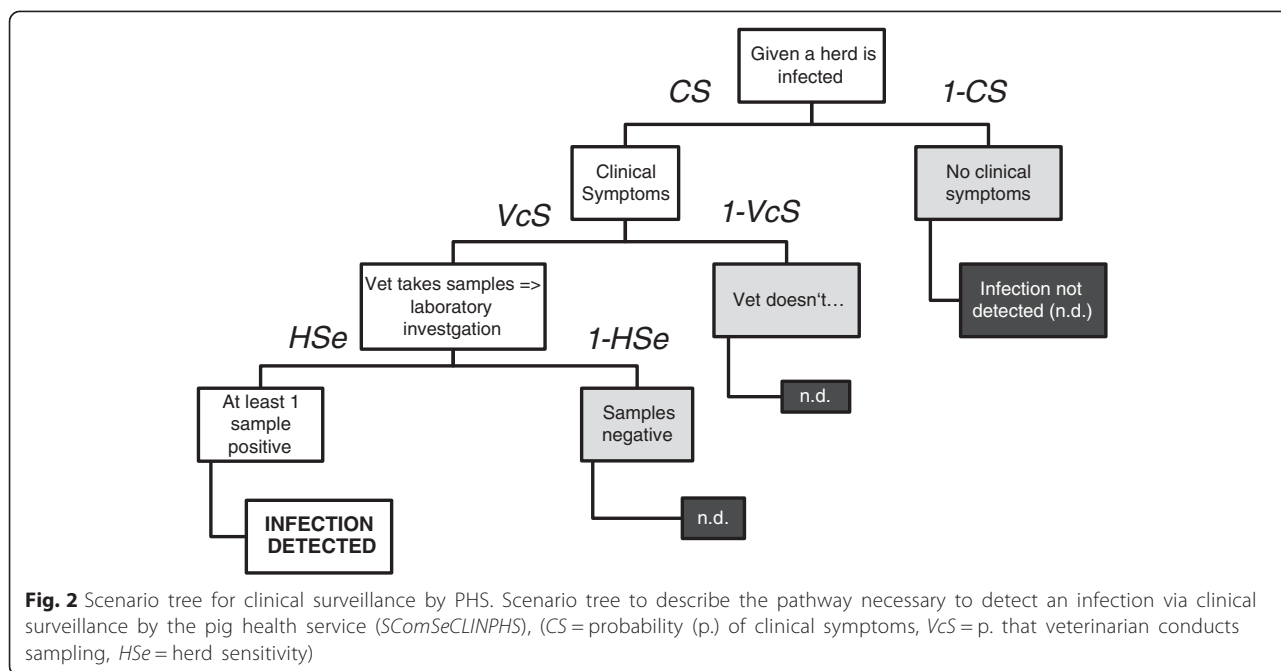 Given a herd is
infected
CS
1-CS
Clinical
Symptoms
No clinical
symptoms
VcS
1-VcS
Vet takes samples =>
laboratory
investgation
Vet doesn‘t…
Infection not
detected (n.d.)
HSe
1-HSe
At least 1
sample
positive
Samples
negative
n.d.
INFECTION
DETECTED
n.d.
Fig. 2 Scenario tree for clinical surveillance by PHS. Scenario tree to describe the pathway necessary to detect an infection via clinical
surveillance by the pig health service (SComSeCLINPHS), (CS = probability (p.) of clinical symptoms, VcS = p. that veterinarian conducts
sampling, HSe = herd sensitivity)